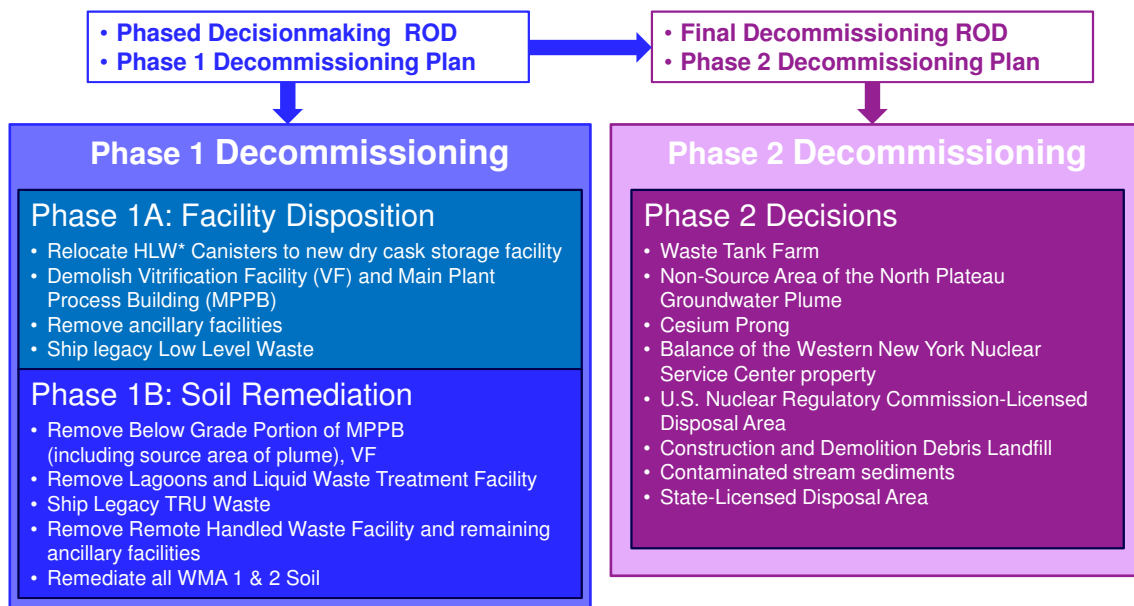 • Phased Decisionmaking ROD
• Phase 1 Decommissioning Plan
• Final Decommissioning ROD
• Phase 2 Decommissioning Plan
Phase 1 Decommissioning
Phase 1A: Facility Disposition
• Relocate HLW* Canisters to new dry cask storage facility
• Demolish Vitrification Facility (VF) and Main Plant
Process Building (MPPB)
• Remove ancillary facilities
• Ship legacy Low Level Waste
Phase 1B: Soil Remediation
• Remove Below Grade Portion of MPPB
(including source area of plume), VF
• Remove Lagoons and Liquid Waste Treatment Facility
• Ship Legacy TRU Waste
• Remove Remote Handled Waste Facility and remaining
ancillary facilities
• Remediate all WMA 1 & 2 Soil
Phase 2 Decommissioning
Phase 2 Decisions
• Waste Tank Farm
• Non-Source Area of the North Plateau
Groundwater Plume
• Cesium Prong
• Balance of the Western New York Nuclear
Service Center property
• U.S. Nuclear Regulatory Commission-Licensed
Disposal Area
• Construction and Demolition Debris Landfill
• Contaminated stream sediments
• State-Licensed Disposal Area